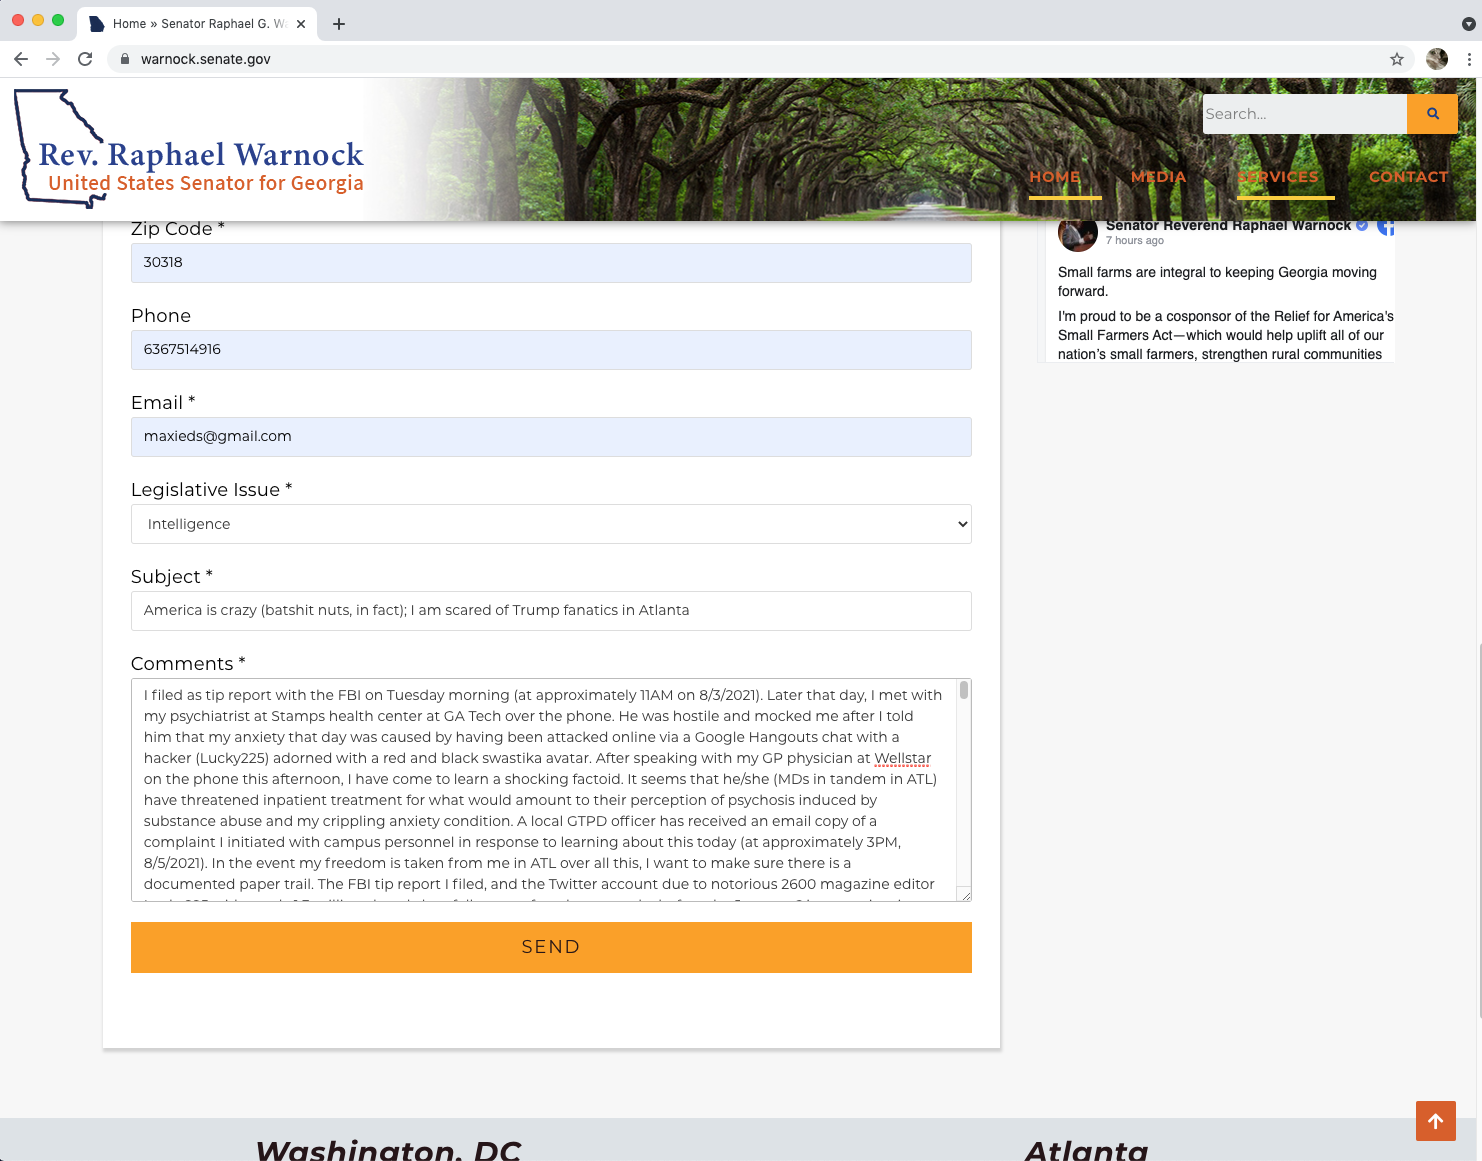 Home » Senator Raphael G. Wa
warnock.senate.gov
Rev. Raphael Warnock
United States Senator for Georgia
Search...
HOME MEDIA SERVICES CONTACT
Zip Code *
30318
Phone
6367514916
Email *
maxieds@gmail.com
Legislative Issue *
Intelligence
Subject *
America is crazy (batshit nuts, in fact); I am scared of Trump fanatics in Atlanta
Comments *
I filed as tip report with the FBI on Tuesday morning (at approximately 11AM on 8/3/2021). Later that day, I met with
my psychiatrist at Stamps health center at GA Tech over the phone. He was hostile and mocked me after I told
him that my anxiety that day was caused by having been attacked online via a Google Hangouts chat with a
hacker (Lucky225) adorned with a red and black swastika avatar. After speaking with my GP physician at Wellstar
on the phone this afternoon, I have come to learn a shocking factoid. It seems that he/she (MDs in tandem in ATL)
have threatened inpatient treatment for what would amount to their perception of psychosis induced by
substance abuse and my crippling anxiety condition. A local GTPD officer has received an email copy of a
complaint I initiated with campus personnel in response to learning about this today (at approximately 3PM,
8/5/2021). In the event my freedom is taken from me in ATL over all this, I want to make sure there is a
documented paper trail. The FBI tip report I filed, and the Twitter account due to notorious 2600 magazine editor
SEND
Senator Reverend Raphael Warnock
7 hours ago
Small farms are integral to keeping Georgia moving
forward.
I'm proud to be a cosponsor of the Relief for America's
Small Farmers Act—which would help uplift all of our
nation's small farmers, strengthen rural communities
Washington, DC
Atlanta